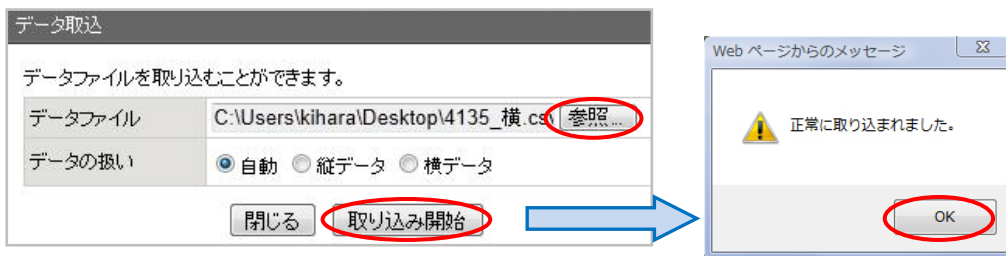 データ取込
データファイルを取り込むことができます。
データファイル C:\Users\kihara\Desktop\4135_横.cs 参照...
データの扱い 自動 縦データ 横データ
閉じる 取り込み開始
Web ページからのメッセージ
正常に取り込まれました。
OK